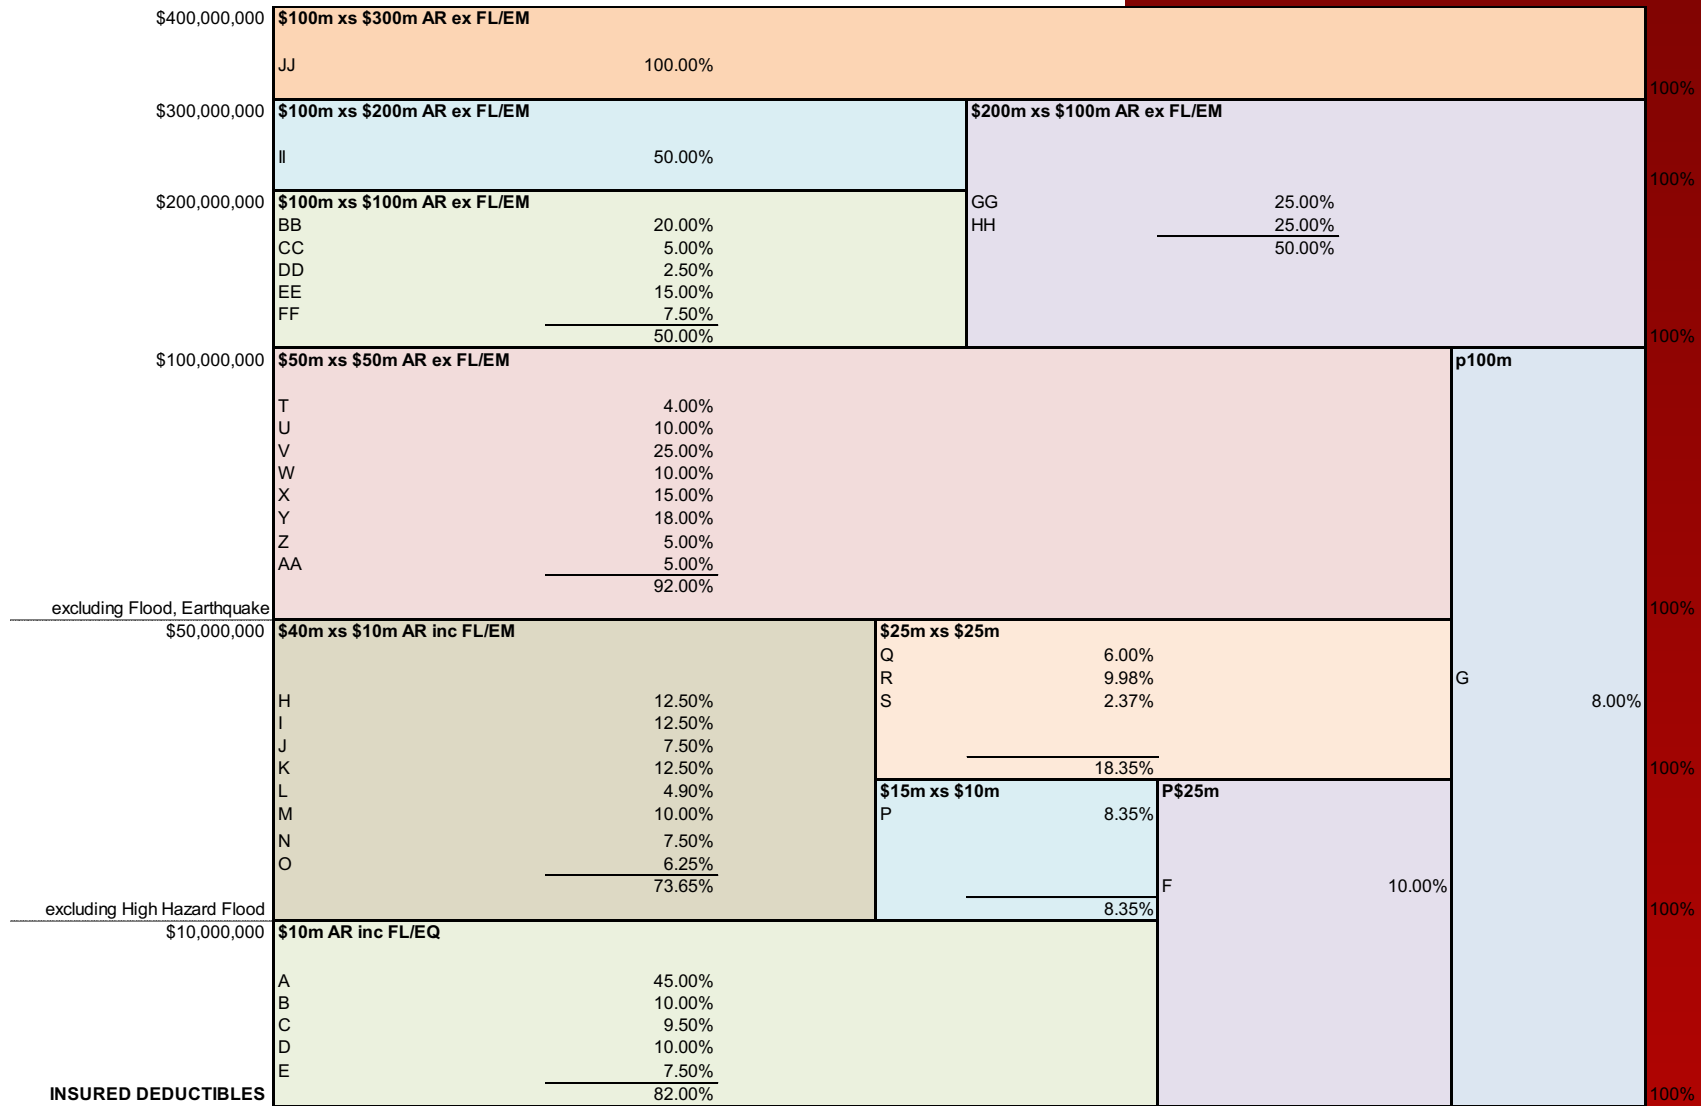 $400,000,000 $100m xs $300m AR ex FL/EM
JJ 100.00%
100%
$300,000,000 $100m xs $200m AR ex FL/EM $200m xs $100m AR ex FL/EM
II 50.00%
100%
$200,000,000 $100m xs $100m AR ex FL/EM GG 25.00%
BB 20.00% HH 25.00%
CC 5.00% 50.00%
DD 2.50%
EE 15.00%
FF 7.50%
50.00% 100%
$100,000,000 $50m xs $50m AR ex FL/EM p100m
T 4.00%
U 10.00%
V 25.00%
W 10.00%
X 15.00%
Y 18.00%
Z 5.00%
AA 5.00%
92.00%
excluding Flood, Earthquake 100%
$50,000,000 $40m xs $10m AR inc FL/EM $25m xs $25m
Q 6.00%
R 9.98% G
H 12.50% S 2.37% 8.00%
I 12.50%
J 7.50%
K 12.50% 18.35% 100%
L 4.90% $15m xs $10m P$25m
M 10.00% P 8.35%
N 7.50%
O 6.25%
73.65% F 10.00%
excluding High Hazard Flood 8.35% 100%
$10,000,000 $10m AR inc FL/EQ
A 45.00%
B 10.00%
C 9.50%
D 10.00%
E 7.50%
INSURED DEDUCTIBLES 82.00% 100%